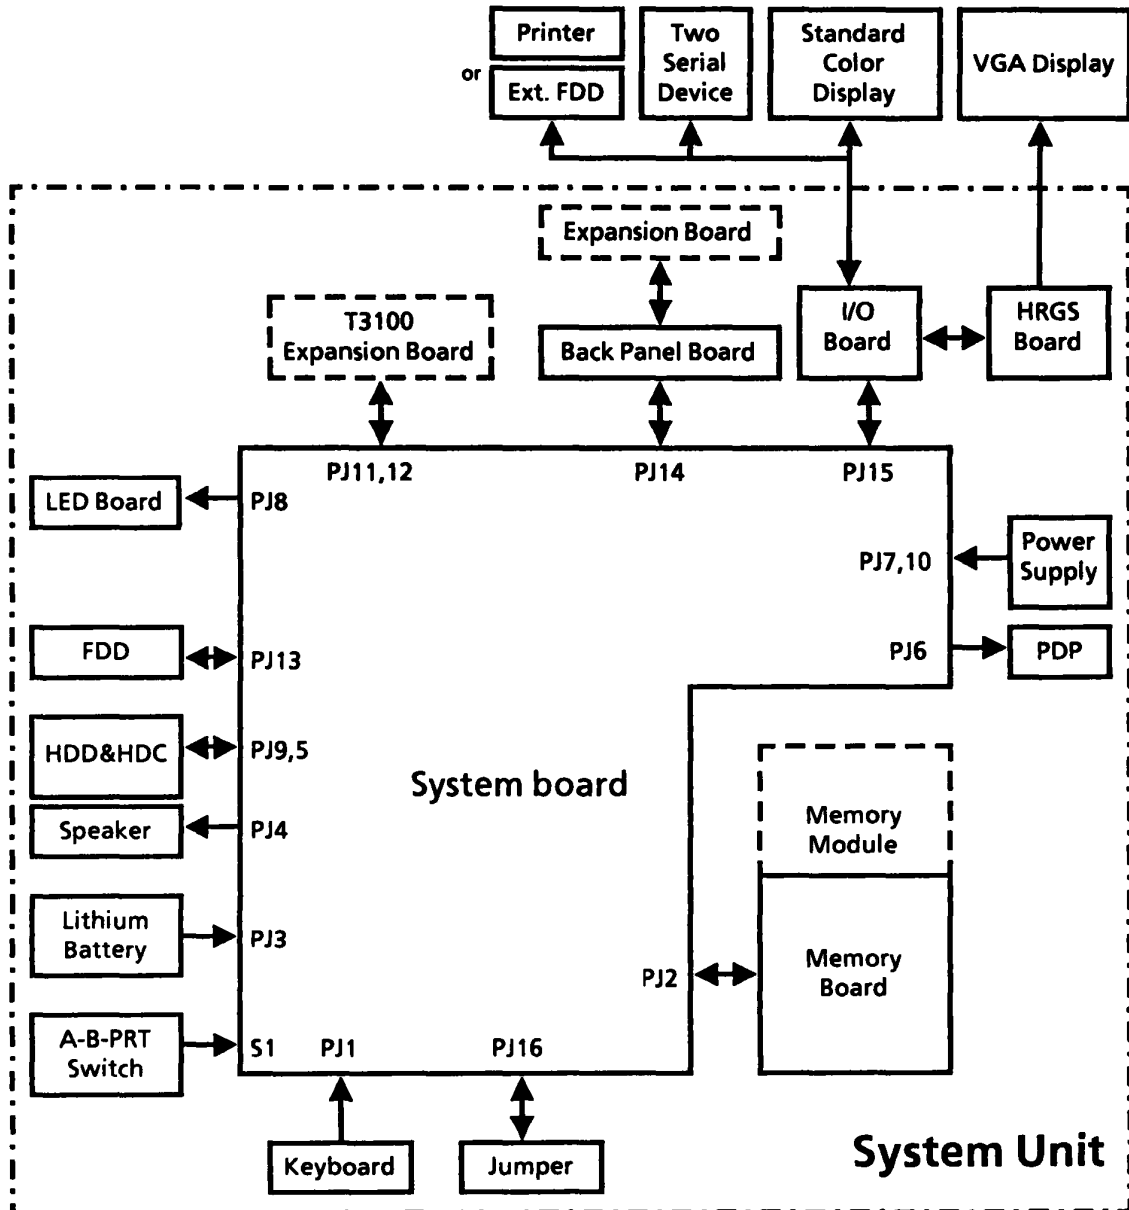 Printer
or
Ext. FDD
Two
Serial
Device
Standard
Color
Display
VGA Display
Expansion Board
T3100
Expansion Board
Back Panel Board
I/O
Board
HRGS
Board
PJ11,12
PJ14
PJ15
LED Board
PJ8
PJ7,10
Power
Supply
FDD
PJ13
PJ6
PDP
HDD&HDC
PJ9,5
System board
Speaker
PJ4
Memory
Module
Lithium
Battery
PJ3
PJ2
Memory
Board
A-B-PRT
Switch
S1
PJ1
PJ16
Keyboard
Jumper
System Unit